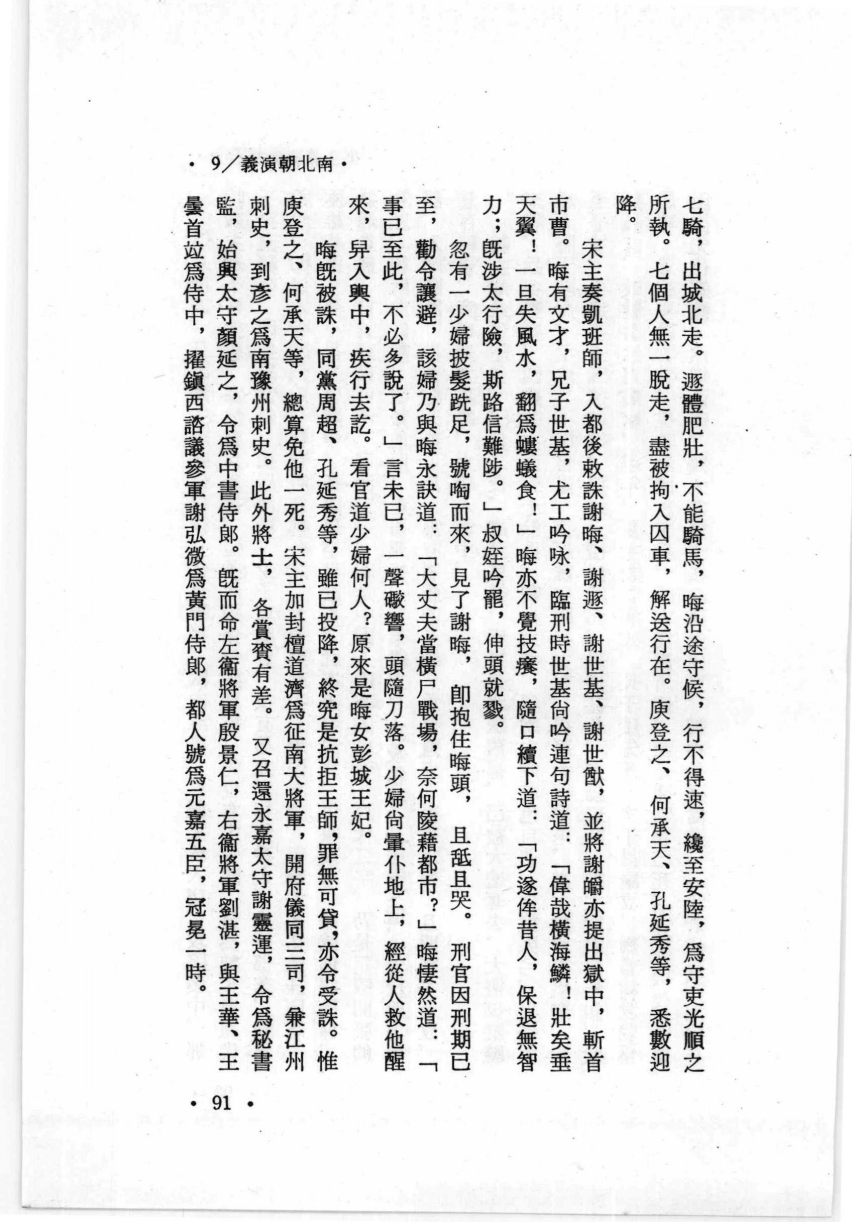 •9/義演朝北南•
七騎，出城北走。遯體肥壯，不能騎馬，晦沿途守候，行不得速，纔至安陸，爲守吏光順之
所執。七個人無一脫走，盡被拘入囚車，解送行在。庾登之、何承天、孔延秀等，悉數迎
降。
宋主奏凱班師，入都後敕誅謝晦、謝遯、謝世基、謝世猷，並將謝㬭亦提出獄中，斬首
市曹。晦有文才，兄子世基，尤工吟咏，臨刑時世基尙吟連句詩道：「偉哉橫海鱗！壯矣垂
天翼！一旦失風水，翻爲螻蟻食！」晦亦不覺技癢，隨口續下道：「功遂侔昔人，保退無智
力；旣涉太行險，斯路信難陟。」叔姪吟罷，伸頭就戮。
忽有一少婦披髮跣足，號啕而來，見了謝晦，卽抱住晦頭，且舐且哭。刑官因刑期已
至，勸令讓避，該婦乃與晦永訣道：「大丈夫當橫尸戰場，奈何陵藉都市？」晦悽然道：「
事已至此，不必多說了。」言未已，一聲礮響，頭隨刀落。少婦尙暈仆地上，經從人救他醒
來，舁入輿中，疾行去訖。看官道少婦何人？原來是晦女彭城王妃。
晦旣被誅，同黨周超、孔延秀等，雖已投降，終究是抗拒王師，罪無可貸，亦令受誅。惟
庾登之、何承天等，總算免他一死。宋主加封檀道濟爲征南大將軍，開府儀同三司，兼江州
刺史，到彥之爲南豫州刺史。此外將士，各賞賚有差。又召還永嘉太守謝靈運，令爲秘書
監，始興太守顏延之，令爲中書侍郎。旣而命左衞將軍殷景仁，右衞將軍劉湛，與王華、王
曇首竝爲侍中，擢鎭西諮議參軍謝弘微爲黃門侍郎，都人號爲元嘉五臣，冠冕一時。
•91•